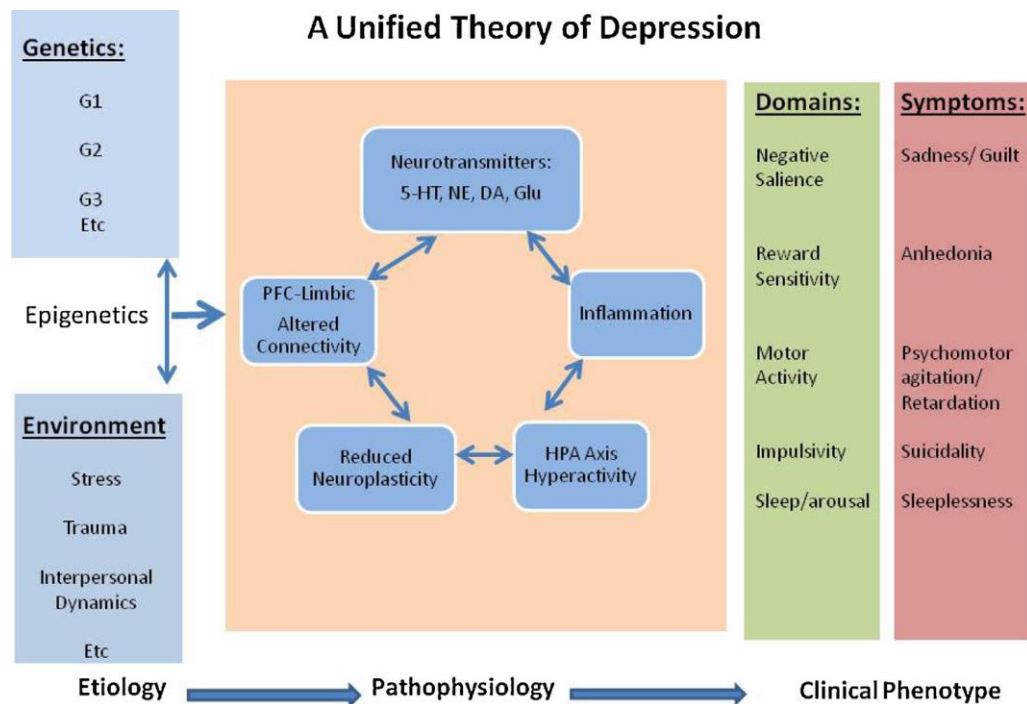 A Unified Theory of Depression
Genetics:
G1
G2
G3
Etc
Epigenetics
Environment
Stress
Trauma
Interpersonal
Dynamics
Etc
Neurotransmitters:
5-HT, NE, DA, Glu
PFC-Limbic
Altered
Connectivity
Inflammation
Reduced
Neuroplasticity
HPA Axis
Hyperactivity
Domains:
Negative
Salience
Reward
Sensitivity
Motor
Activity
Impulsivity
Sleep/arousal
Symptoms:
Sadness/ Guilt
Anhedonia
Psychomotor
agitation/
Retardation
Suicidality
Sleeplessness
Etiology
Pathophysiology
Clinical Phenotype